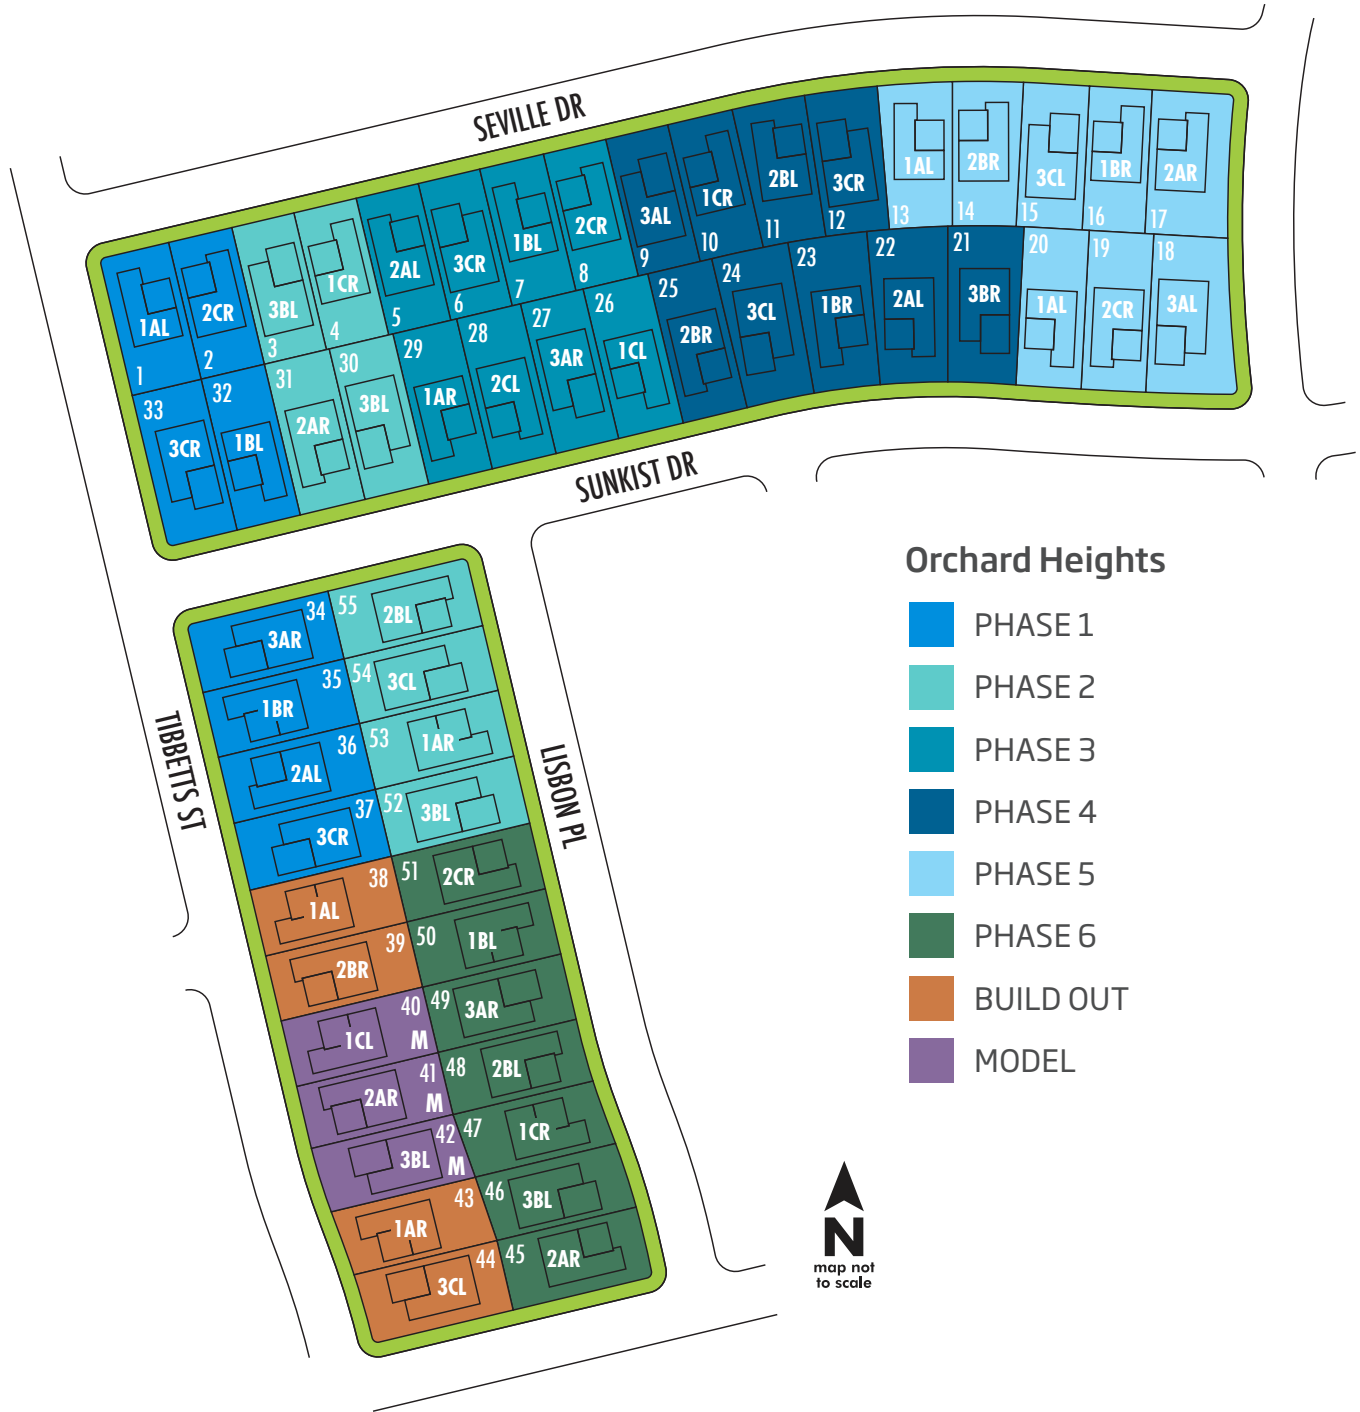 SEVILLE DR
1AL
2CR
3BL
1CR
2AL
3CR
1BL
2CR
3AL
1CR
2BL
3CR
1AL
2BR
3CL
1BR
2AR
1
2
3
4
5
6
7
8
9
10
11
12
13
14
15
16
17
33
32
31
30
29
28
27
26
25
24
23
22
21
20
19
18
3CR
1BL
2AR
3BL
1AR
2CL
3AR
1CL
2BR
3CL
1BR
2AL
3BR
1AL
2CR
3AL
SUNKIST DR
TIBBETTS ST
LISBON PL
3AR 34
55 2BL
1BR 35
54 3CL
2AL 36
53 1AR
3CR 37
52 3BL
1AL 38
51 2CR
2BR 39
50 1BL
1CL 40 M
49 3AR
2AR 41 M
48 2BL
3BL 42 M
47 1CR
1AR 43
46 3BL
3CL 44
45 2AR
Orchard Heights
PHASE 1
PHASE 2
PHASE 3
PHASE 4
PHASE 5
PHASE 6
BUILD OUT
MODEL
N
map not
to scale